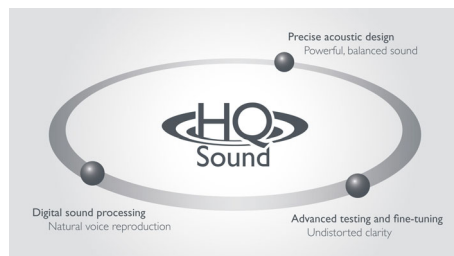 Precise acoustic design
Powerful, balanced sound
HQ
Sound
Digital sound processing
Natural voice reproduction
Advanced testing and fine-tuning
Undistorted clarity